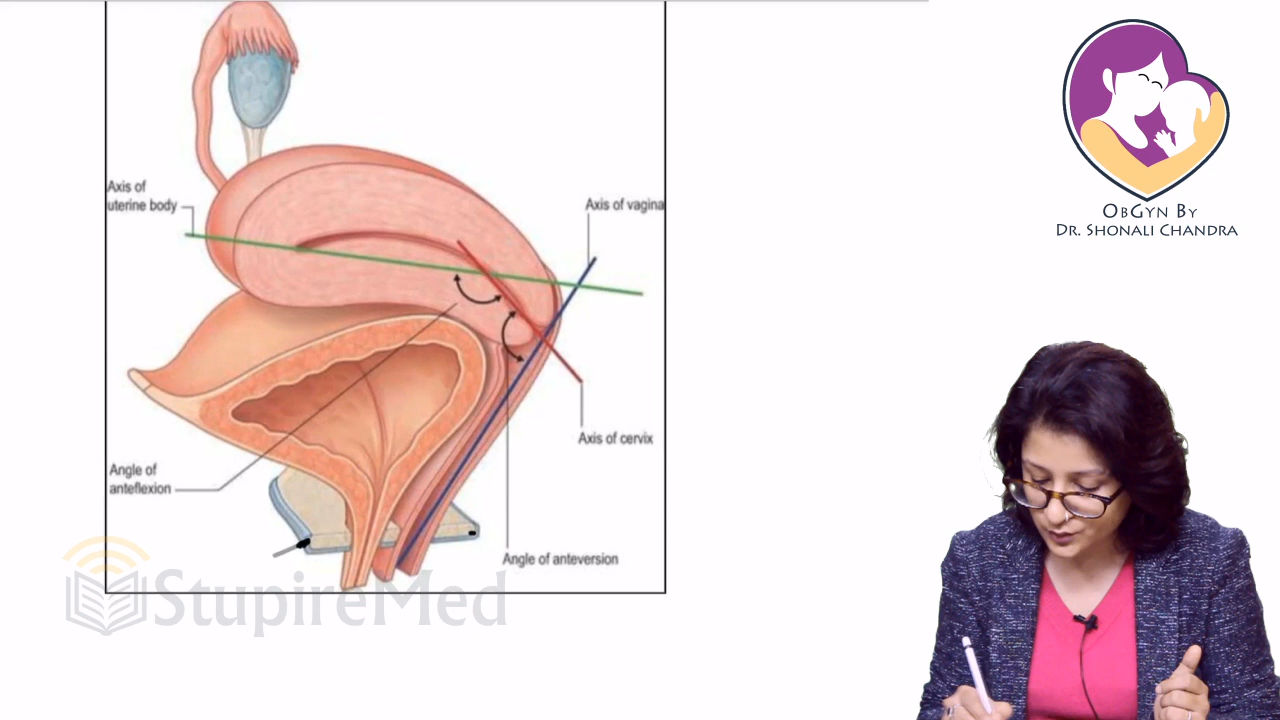 Axis of
uterine body
Axis of vagina
Axis of cervix
Angle of
anteflexion
Angle of anteversion
StupireMed
ObGyn By
Dr. Shonali Chandra